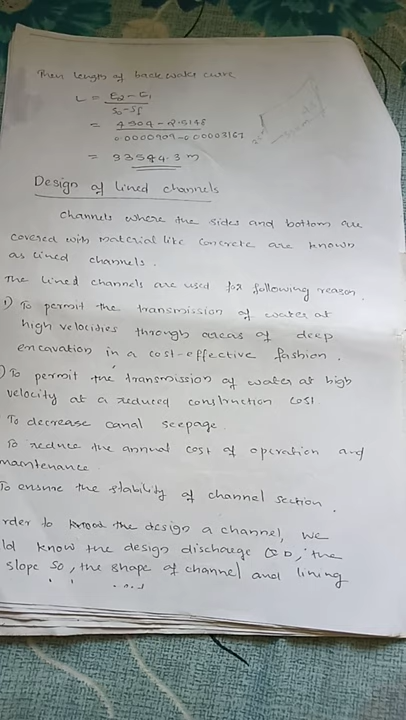 Then length of back water curve
L = E2 - E1
S0 - Sf
= 4.504 - 2.5148
0.0000909 - 0.00003167
= 33594.3 m
Design of Lined channels
Channels where the sides and bottom are
covered with material like concrete are known
as lined channels.
The lined channels are used for following reason.
1) To permit the transmission of water at
high velocities through areas of deep
encavation in a cost-effective fashion.
) To permit the transmission of water at high
velocity at a reduced construction cost.
To decrease canal seepage.
To reduce the annual cost of operation and
maintenance
To ensure the stability of channel section.
rder to the design a channel, we
ld know the design discharge Q D, the
slope So, the shape of channel and lining